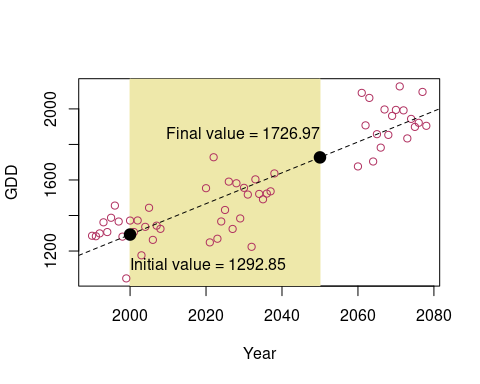 2000
1600
1200
GDD
Final value = 1726.97
Initial value = 1292.85
2000 2020 2040 2060 2080
Year